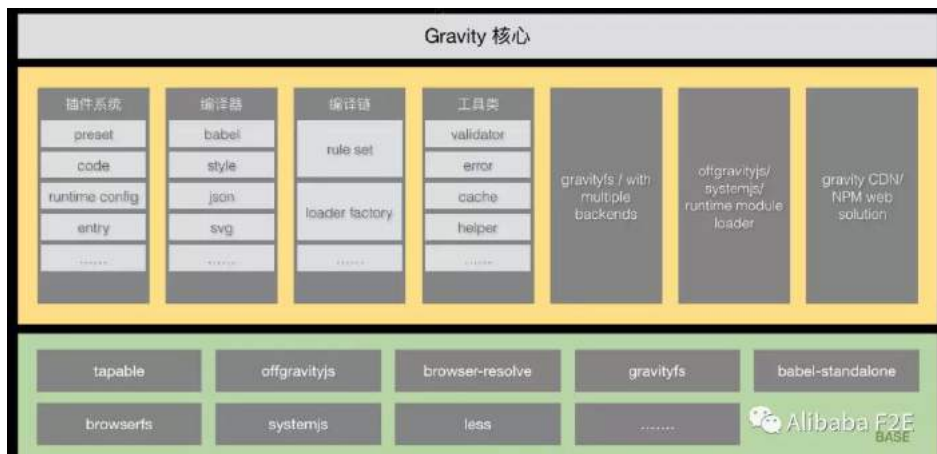 Gravity 核心
插件系统
preset
code
runtime config
entry
......
编译器
babel
style
json
svg
......
编译链
rule set
loader factory
......
工具类
validator
error
cache
helper
......
gravityfs / with
multiple
backends
offgravityjs/
systemjs/
runtime module
loader
gravity CDN/
NPM web
solution
tapable
offgravityjs
browser-resolve
gravityfs
babel-standalone
browserfs
systemjs
less
.......
Alibaba F2E
BASE